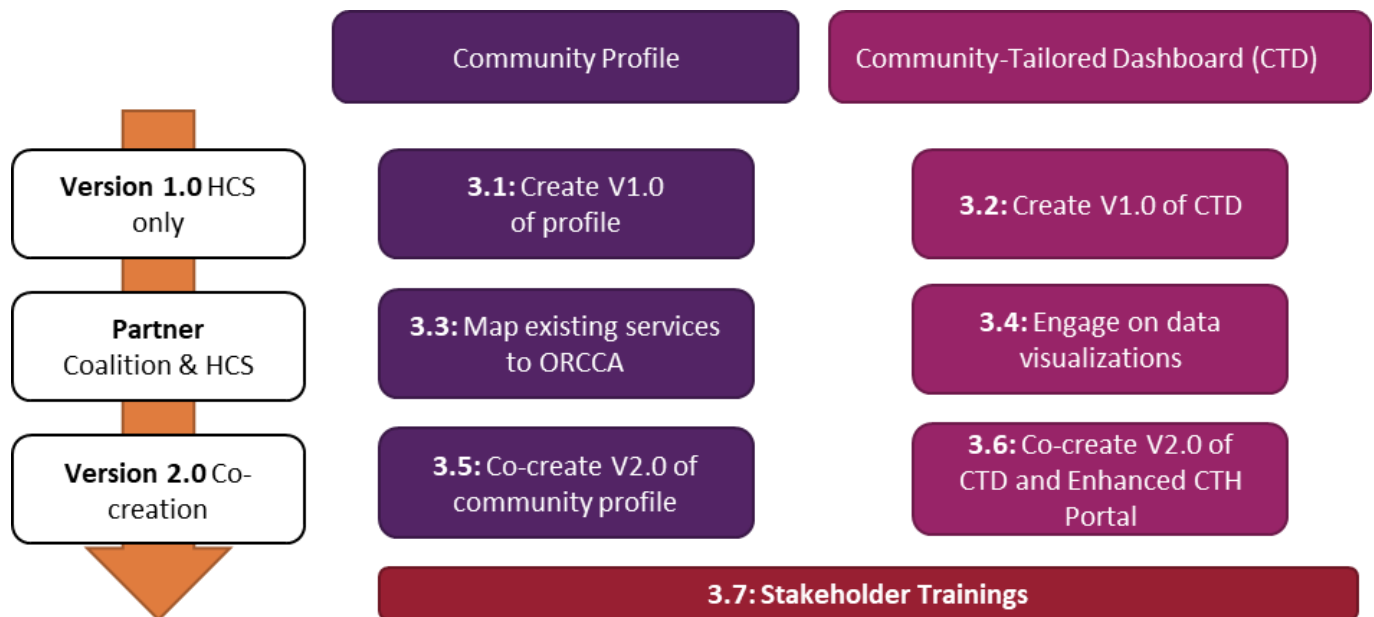 Community Profile
Community-Tailored Dashboard (CTD)
Version 1.0 HCS
only
3.1: Create V1.0
of profile
3.2: Create V1.0 of CTD
Partner
Coalition & HCS
3.3: Map existing services
to ORCCA
3.4: Engage on data
visualizations
Version 2.0 Co-
creation
3.5: Co-create V2.0 of
community profile
3.6: Co-create V2.0 of
CTD and Enhanced CTH
Portal
3.7: Stakeholder Trainings